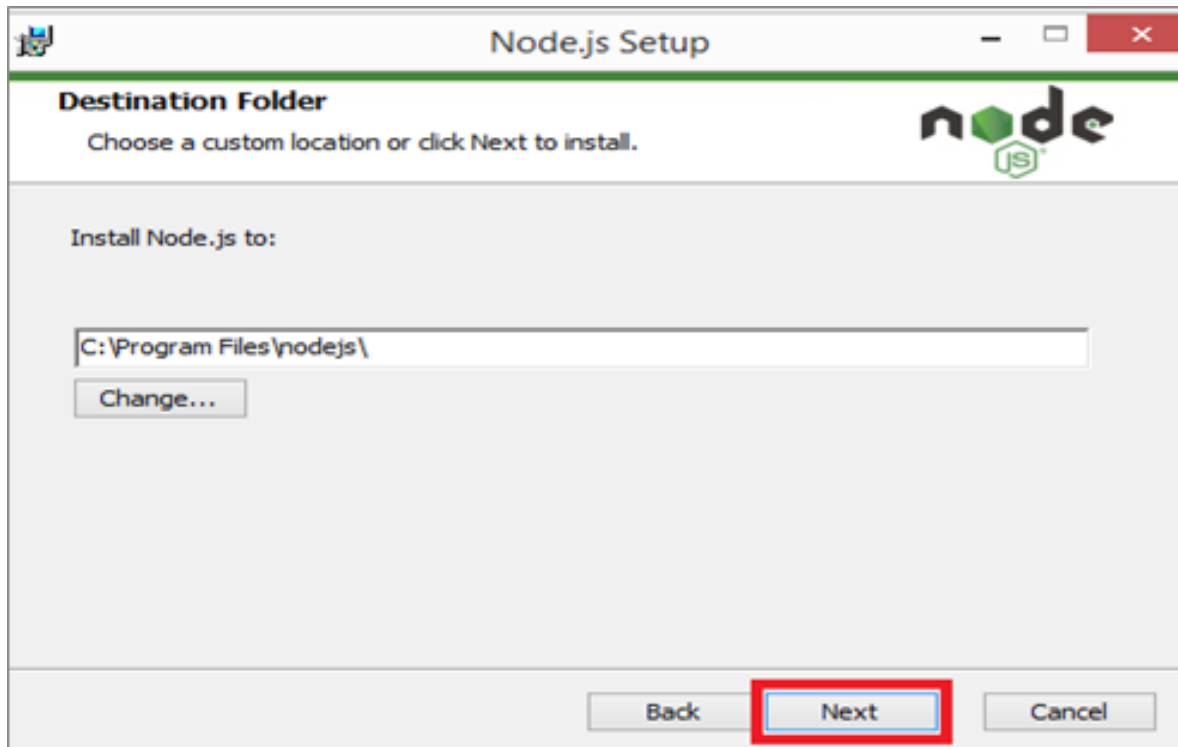 Node.js Setup
Destination Folder
Choose a custom location or click Next to install.
node
JS
Install Node.js to:
C:\Program Files\nodejs\
Change...
Back
Next
Cancel